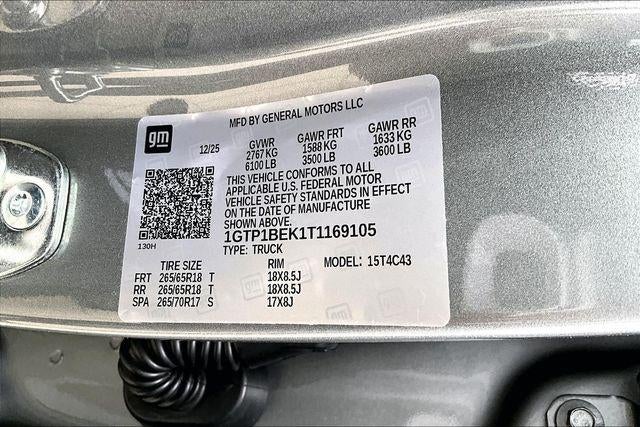 MFD BY GENERAL MOTORS LLC
gm
12/25 GVWR GAWR FRT GAWR RR
2767 KG 1588 KG 1633 KG
6100 LB 3500 LB 3600 LB
THIS VEHICLE CONFORMS TO ALL
APPLICABLE U.S. FEDERAL MOTOR
VEHICLE SAFETY STANDARDS IN EFFECT
ON THE DATE OF MANUFACTURE
SHOWN ABOVE.
130H
1GTP1BEK1T1169105
TYPE: TRUCK
TIRE SIZE RIM MODEL: 15T4C43
FRT 265/65R18 T 18X8.5J
RR 265/65R18 T 18X8.5J
SPA 265/70R17 S 17X8J